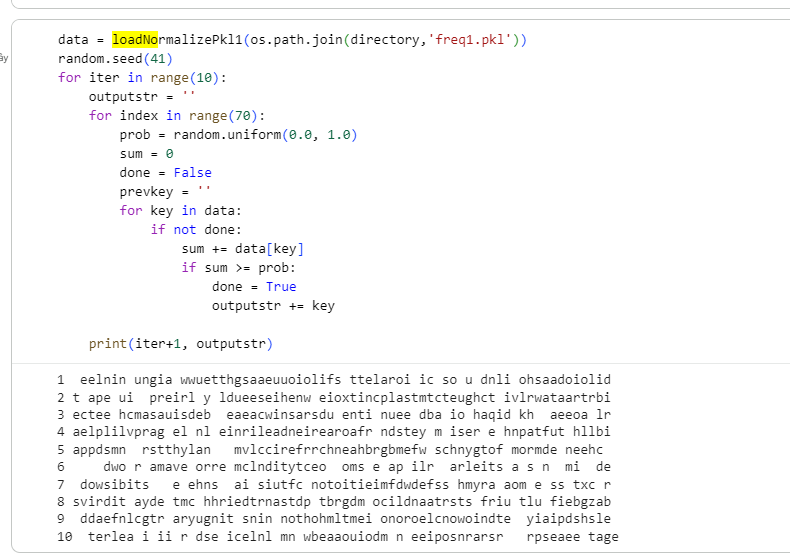 ây
data = loadNormalizePkl1(os.path.join(directory,'freq1.pkl'))
random.seed(41)
for iter in range(10):
    outputstr = ''
    for index in range(70):
        prob = random.uniform(0.0, 1.0)
        sum = 0
        done = False
        prevkey = ''
        for key in data:
            if not done:
                sum += data[key]
                if sum >= prob:
                    done = True
                    outputstr += key
    print(iter+1, outputstr)
1  eelnin ungia wwuetthgsaaeuuoiolifs ttelaroi ic so u dnli ohsaadoiolid
2 t ape ui  preirl y ldueeseihenw eioxtincplastmtcteughct ivlrwataartrbi
3 ectee hcmasauisdeb  eaeacwinsarsdu enti nuee dba io haqid kh  aeeoa lr
4 aelplilvprag el nl einrileadneirearoafr ndstey m iser e hnpatfut hllbi
5 appdsmn  rstthylan   mvlccirefrrchneahbrgbmefw schnygtof mormde neehc
6     dwo r amave orre mclnditytceo  oms e ap ilr  arleits a s n  mi  de
7  dowsibits   e ehns  ai siutfc notoitieimfdwdefss hmyra aom e ss txc r
8 svirdit ayde tmc hhriedtrnastdp tbrgdm ocildnaatrsts friu tlu fiebgzab
9  ddaefnlcgtr aryugnit snin nothohmltmei onoroelcnowoindte  yiaipdshsle
10  terlea i ii r dse icelnl mn wbeaaouiodm n eeiposnrarsr   rpseaee tage